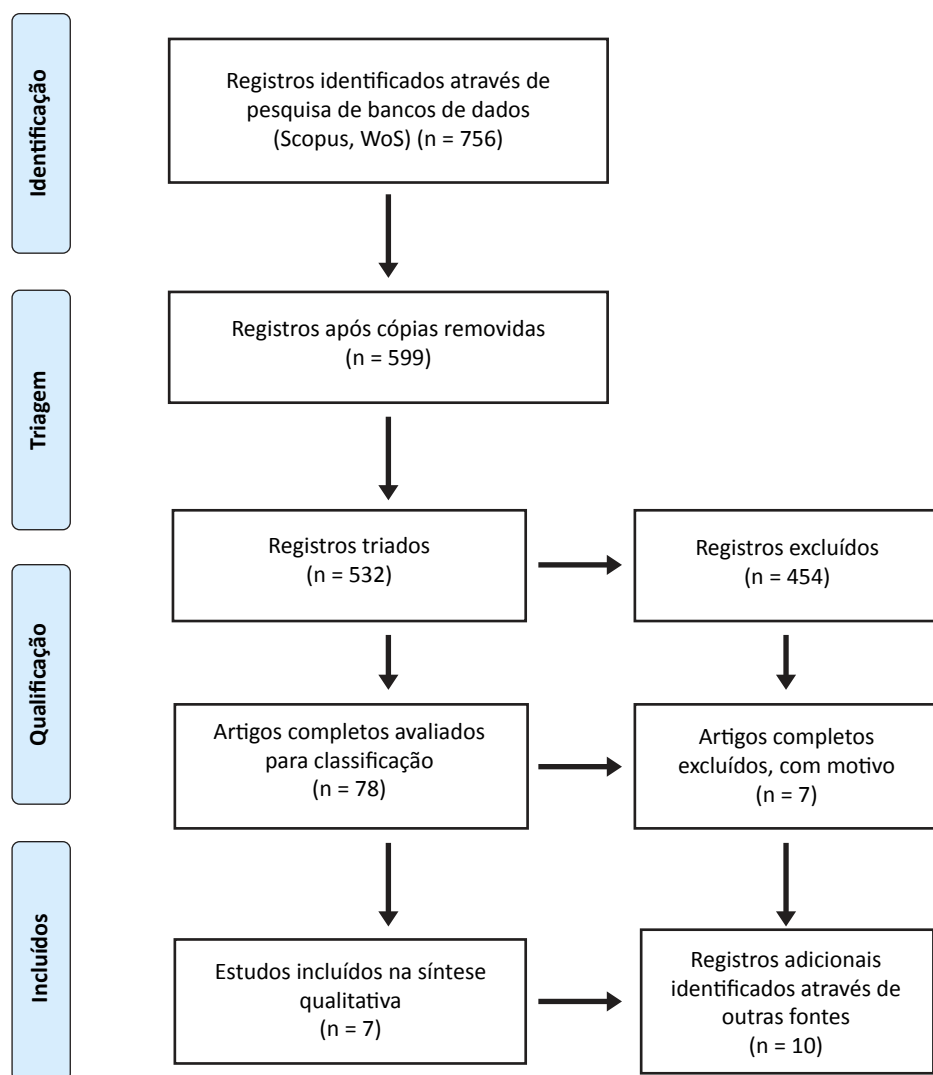 Identificação
Registros identificados através de
pesquisa de bancos de dados
(Scopus, WoS) (n = 756)
Triagem
Registros após cópias removidas
(n = 599)
Registros triados
(n = 532)
Registros excluídos
(n = 454)
Qualificação
Artigos completos avaliados
para classificação
(n = 78)
Artigos completos
excluídos, com motivo
(n = 7)
Incluídos
Estudos incluídos na síntese
qualitativa
(n = 7)
Registros adicionais
identificados através de
outras fontes
(n = 10)